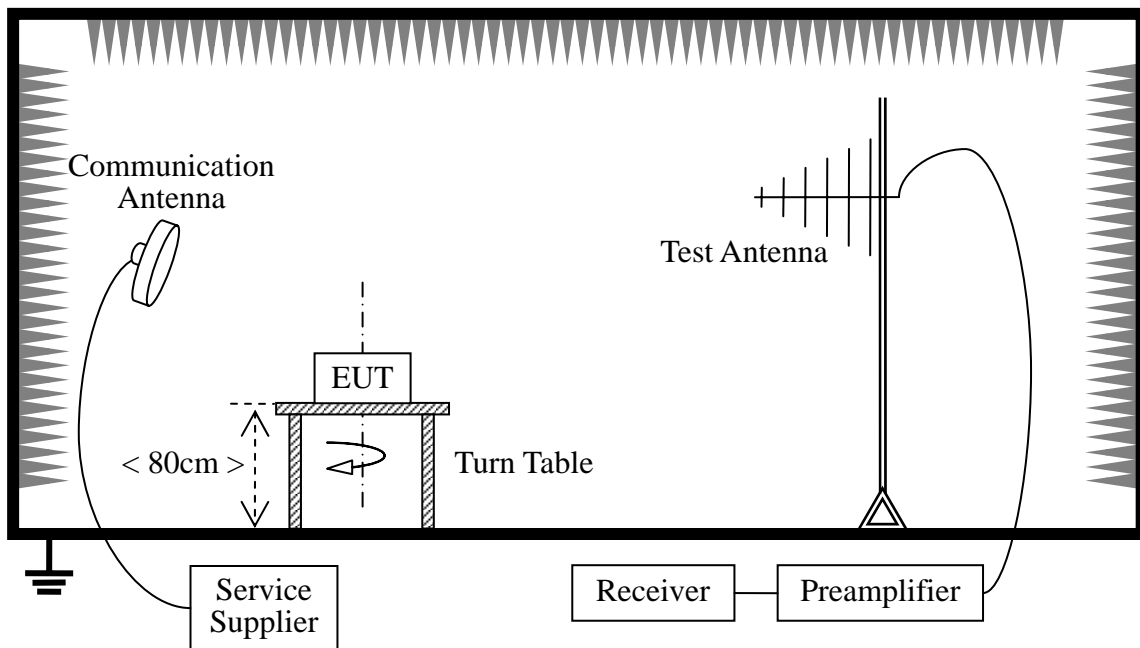 Communication
Antenna
Test Antenna
EUT
< 80cm >
Turn Table
Service
Supplier
Receiver
Preamplifier